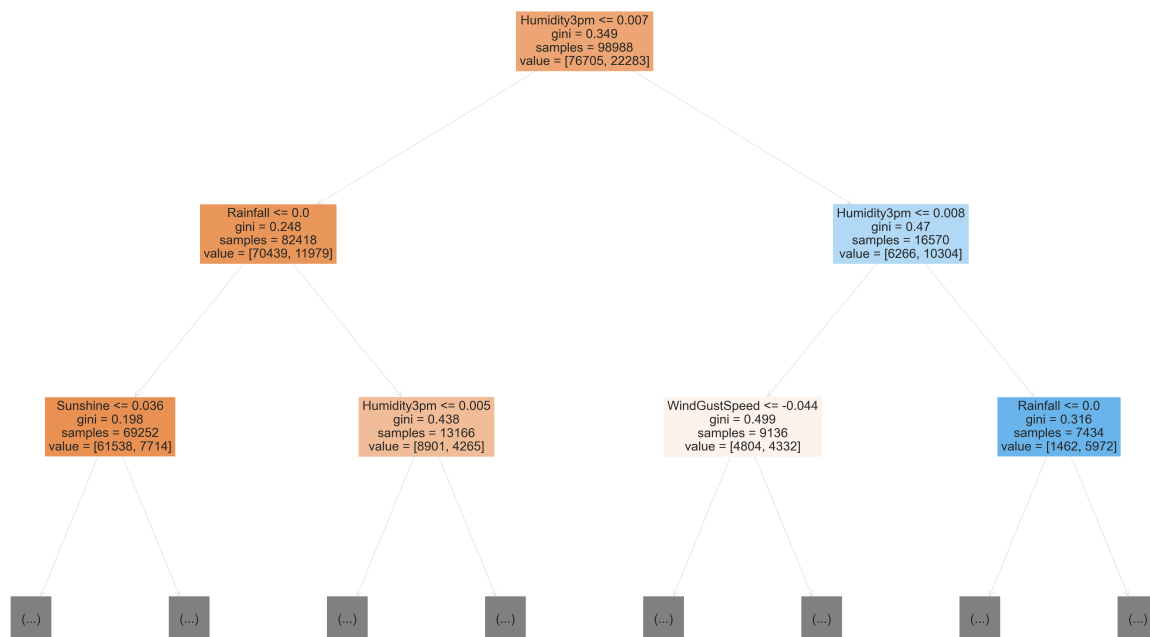 Humidity3pm <= 0.007
gini = 0.349
samples = 98988
value = [76705, 22283]
Rainfall <= 0.0
gini = 0.248
samples = 82418
value = [70439, 11979]
Humidity3pm <= 0.008
gini = 0.47
samples = 16570
value = [6266, 10304]
Sunshine <= 0.036
gini = 0.198
samples = 69252
value = [61538, 7714]
Humidity3pm <= 0.005
gini = 0.438
samples = 13166
value = [8901, 4265]
WindGustSpeed <= -0.044
gini = 0.499
samples = 9136
value = [4804, 4332]
Rainfall <= 0.0
gini = 0.316
samples = 7434
value = [1462, 5972]
(...)
(...)
(...)
(...)
(...)
(...)
(...)
(...)